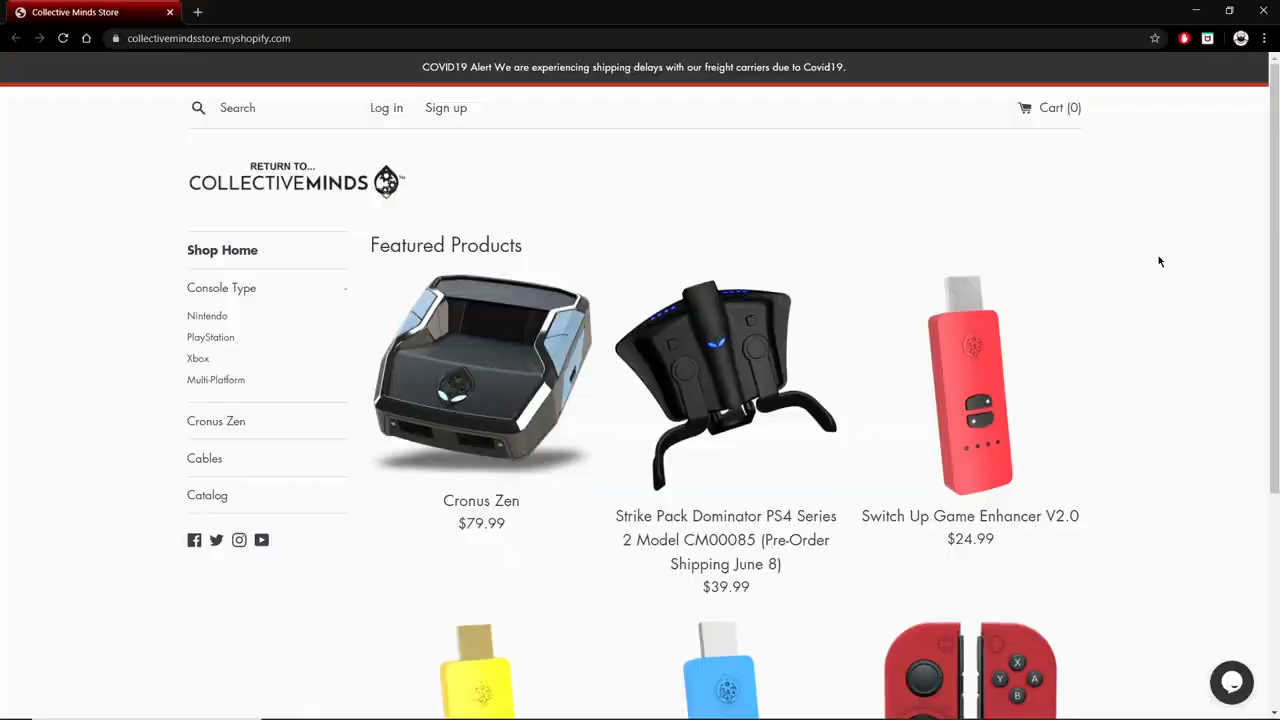 Collective Minds Store
collectivemindsstore.myshopify.com
COVID19 Alert We are experiencing shipping delays with our freight carriers due to Covid19.
Search
Log in
Sign up
Cart (0)
RETURN TO...
COLLECTIVEMINDS™
Shop Home
Console Type
-
Nintendo
PlayStation
Xbox
Multi-Platform
Cronus Zen
Cables
Catalog
Featured Products
Cronus Zen
$79.99
Strike Pack Dominator PS4 Series
2 Model CM00085 (Pre-Order
Shipping June 8)
$39.99
Switch Up Game Enhancer V2.0
$24.99
X
Y
A
B